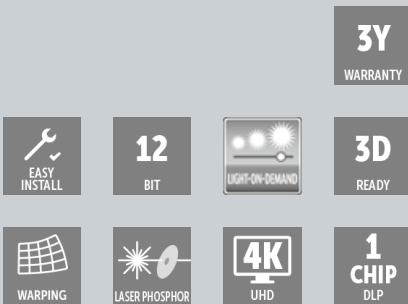 3Y
WARRANTY
EASY
INSTALL
12
BIT
LIGHT-ON-DEMAND
3D
READY
WARPING
LASER PHOSPHOR
4K
UHD
1
CHIP
DLP